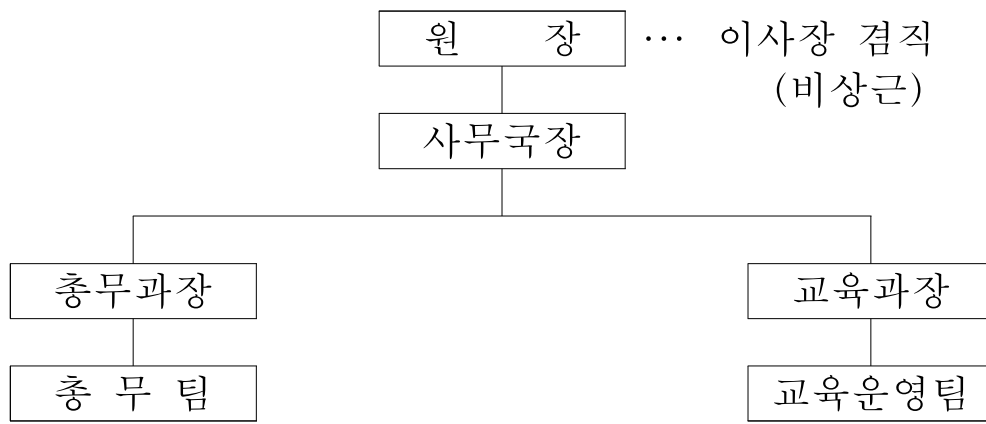 원 장 … 이사장 겸직
(비상근)
사무국장
총무과장 교육과장
총 무 팀 교육운영팀